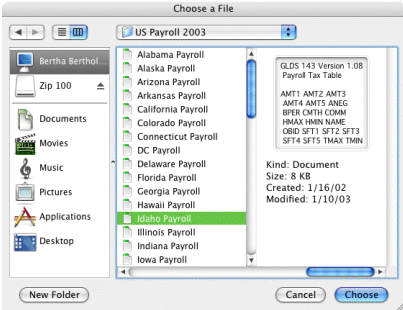 Choose a File
US Payroll 2003
Bertha Berthol...
Zip 100
Documents
Movies
Music
Pictures
Applications
Desktop
Alabama Payroll
Alaska Payroll
Arizona Payroll
Arkansas Payroll
California Payroll
Colorado Payroll
Connecticut Payroll
DC Payroll
Delaware Payroll
Florida Payroll
Georgia Payroll
Hawaii Payroll
Idaho Payroll
Illinois Payroll
Indiana Payroll
Iowa Payroll
GLDS 143 Version 1.08
Payroll Tax Table
AMT1 AMT2 AMT3
AMT4 AMT5 ANEG
BPER CMTH COMM
HMAX HMIN NAME
OBID SFT1 SFT2 SFT3
SFT4 SFT5 TMAX TMIN
Kind: Document
Size: 8 KB
Created: 1/16/02
Modified: 1/10/03
New Folder
Cancel
Choose